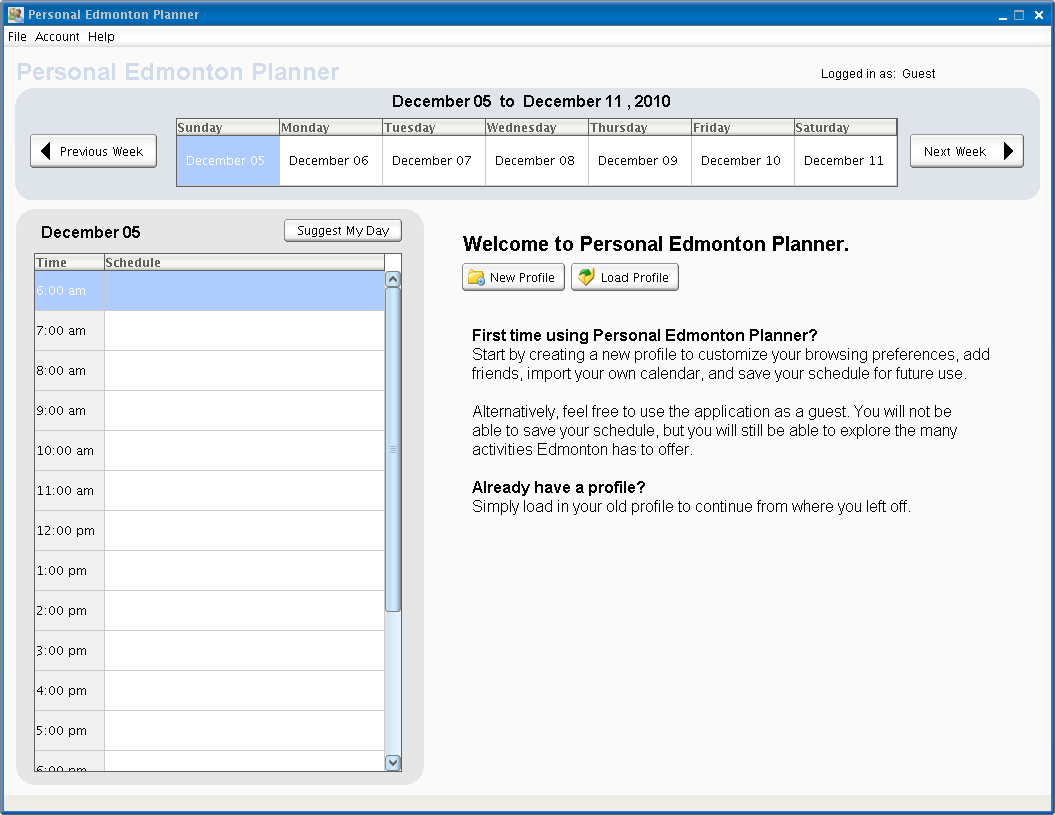 Personal Edmonton Planner
File Account Help
Personal Edmonton Planner
Logged in as: Guest
December 05 to December 11 , 2010
Previous Week
Sunday Monday Tuesday Wednesday Thursday Friday Saturday
December 05 December 06 December 07 December 08 December 09 December 10 December 11
Next Week
December 05
Suggest My Day
Time Schedule
6:00 am
7:00 am
8:00 am
9:00 am
10:00 am
11:00 am
12:00 pm
1:00 pm
2:00 pm
3:00 pm
4:00 pm
5:00 pm
6:00 pm
Welcome to Personal Edmonton Planner.
New Profile Load Profile
First time using Personal Edmonton Planner?
Start by creating a new profile to customize your browsing preferences, add
friends, import your own calendar, and save your schedule for future use.
Alternatively, feel free to use the application as a guest. You will not be
able to save your schedule, but you will still be able to explore the many
activities Edmonton has to offer.
Already have a profile?
Simply load in your old profile to continue from where you left off.